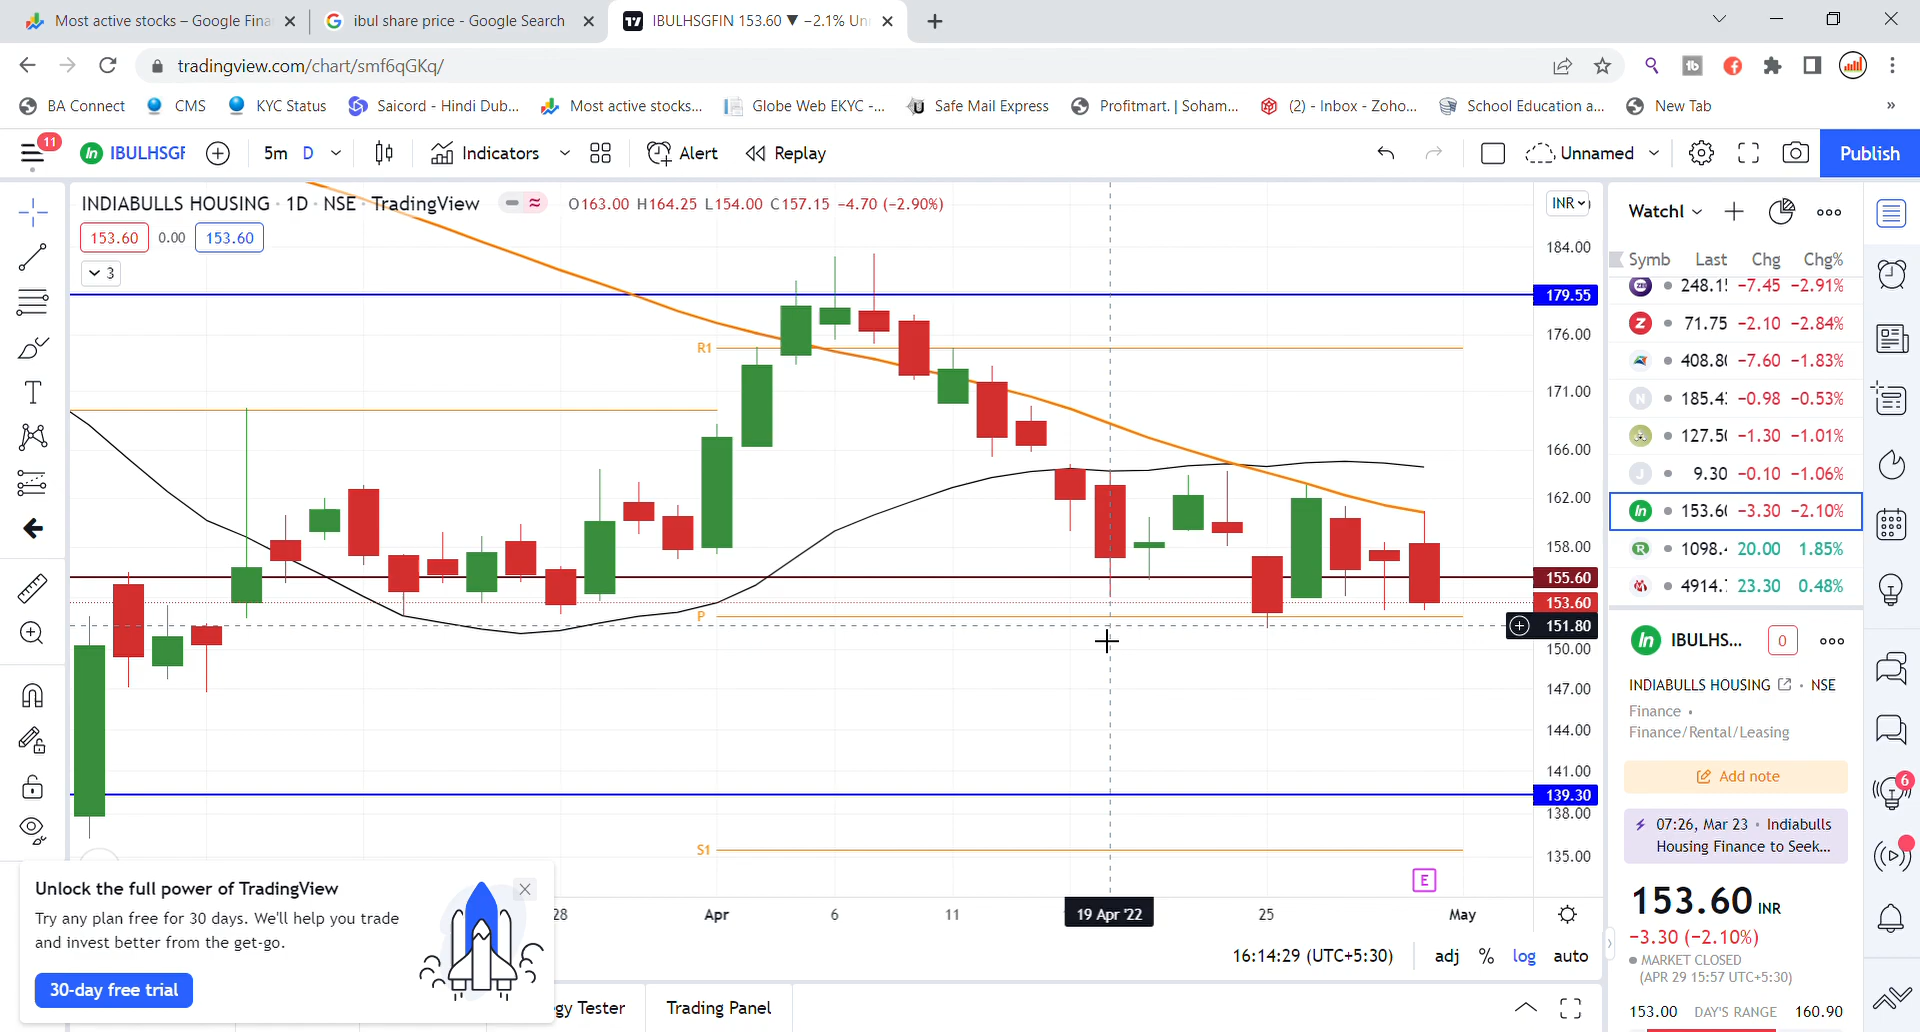 Most active stocks – Google Fina
ibul share price - Google Search
IBULHSGFIN 153.60 ▼ −2.1% Un
tradingview.com/chart/smf6qGKq/
BA Connect
CMS
KYC Status
Saicord - Hindi Dub...
Most active stocks...
Globe Web EKYC -...
Safe Mail Express
Profitmart. | Soham...
(2) - Inbox - Zoho...
School Education a...
New Tab
»
11
IBULHSGF
5m D
Indicators
Alert
Replay
Unnamed
Publish
INDIABULLS HOUSING · 1D · NSE · TradingView
O163.00 H164.25 L154.00 C157.15 −4.70 (−2.90%)
153.60 0.00 153.60
3
INR
184.00
179.55
176.00
171.00
166.00
162.00
158.00
155.60
153.60
151.80
150.00
147.00
144.00
141.00
139.30
138.00
135.00
R1
P
S1
E
28
Apr
6
11
19 Apr '22
25
May
16:14:29 (UTC+5:30)
adj % log auto
Unlock the full power of TradingView
Try any plan free for 30 days. We'll help you trade
and invest better from the get-go.
30-day free trial
gy Tester
Trading Panel
Watchl
Symb Last Chg Chg%
−7.45 −2.91%
71.75 −2.10 −2.84%
−7.60 −1.83%
−0.98 −0.53%
−1.30 −1.01%
9.30 −0.10 −1.06%
−3.30 −2.10%
20.00 1.85%
23.30 0.48%
IBULHS...
0
INDIABULLS HOUSING · NSE
Finance •
Finance/Rental/Leasing
Add note
07:26, Mar 23 • Indiabulls
Housing Finance to Seek...
153.60 INR
−3.30 (−2.10%)
MARKET CLOSED
(APR 29 15:57 UTC+5:30)
153.00 DAY'S RANGE 160.90
6